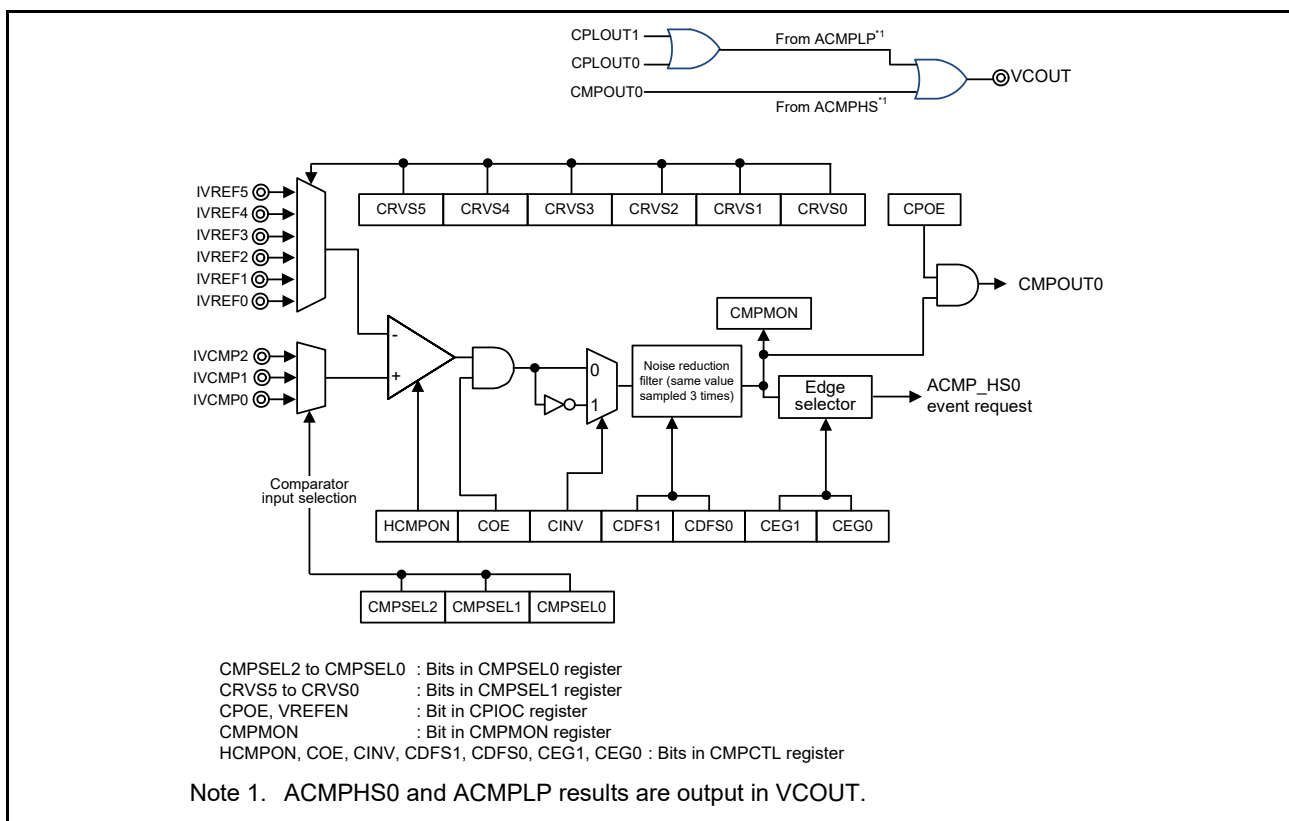 CPLOUT1
From ACMPLP*1
CPLOUT0
VCOUT
CMPOUT0
From ACMPHS*1
IVREF5
IVREF4
IVREF3
IVREF2
IVREF1
IVREF0
CRVS5 CRVS4 CRVS3 CRVS2 CRVS1 CRVS0
CPOE
CMPOUT0
CMPMON
IVCMP2
IVCMP1
IVCMP0
-
+
0
1
Noise reduction
filter (same value
sampled 3 times)
Edge
selector
ACMP_HS0
event request
Comparator
input selection
HCMPON COE CINV CDFS1 CDFS0 CEG1 CEG0
CMPSEL2 CMPSEL1 CMPSEL0
CMPSEL2 to CMPSEL0 : Bits in CMPSEL0 register
CRVS5 to CRVS0 : Bits in CMPSEL1 register
CPOE, VREFEN : Bit in CPIOC register
CMPMON : Bit in CMPMON register
HCMPON, COE, CINV, CDFS1, CDFS0, CEG1, CEG0 : Bits in CMPCTL register
Note 1. ACMPHS0 and ACMPLP results are output in VCOUT.